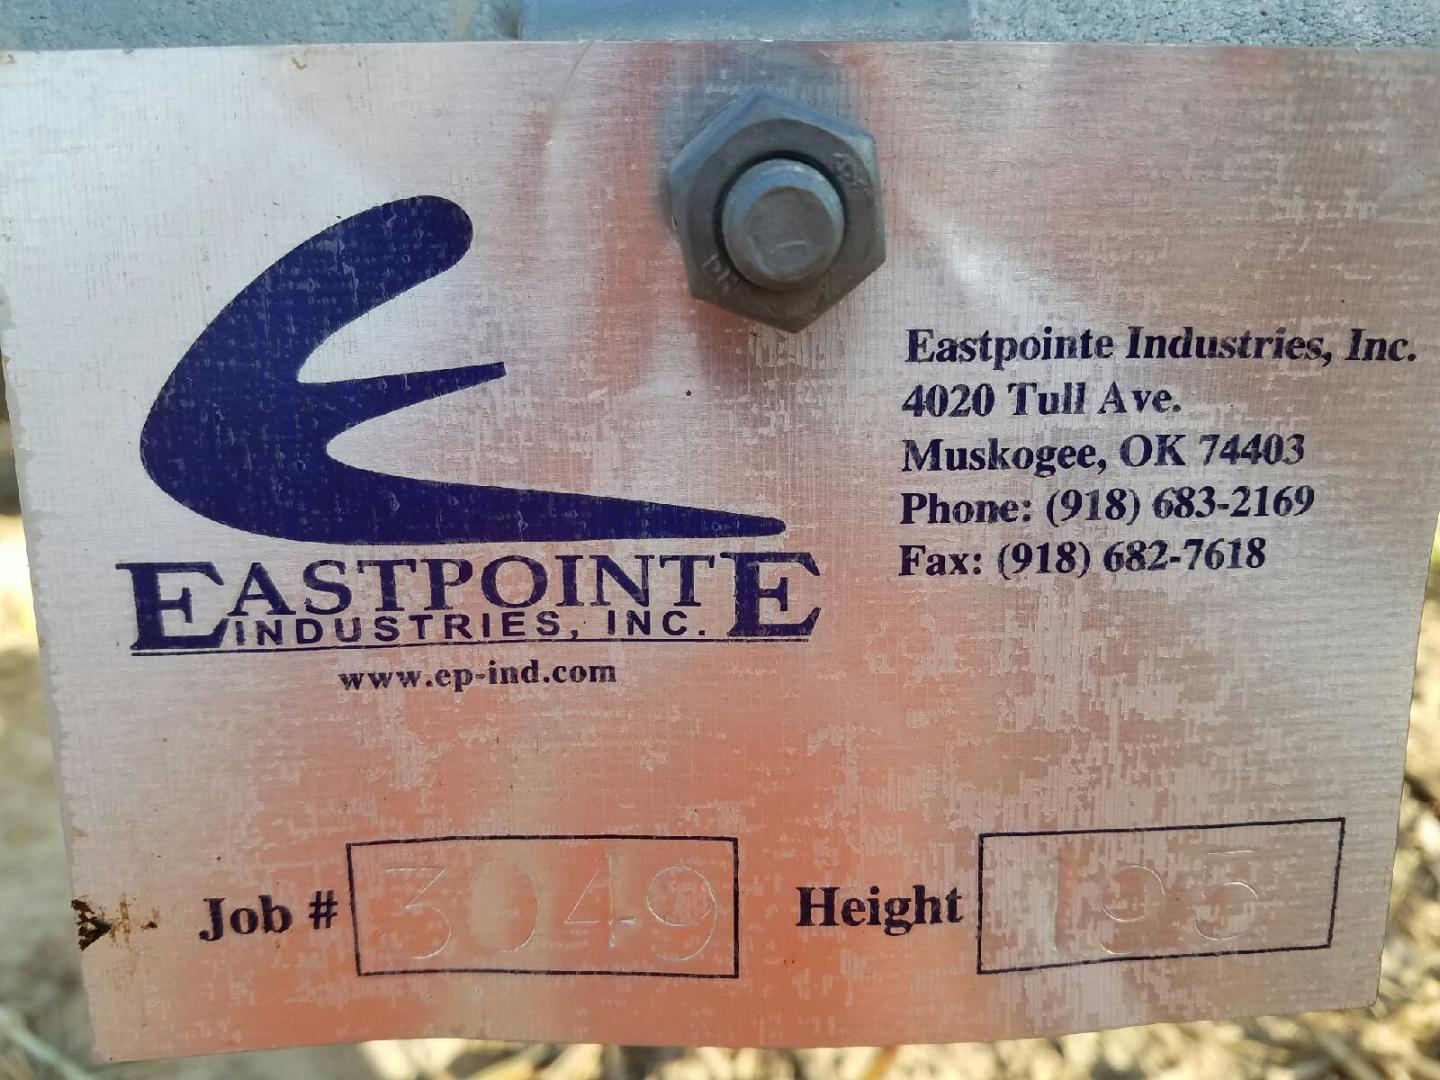 EASTPOINTE
INDUSTRIES, INC.
www.ep-ind.com
Eastpointe Industries, Inc.
4020 Tull Ave.
Muskogee, OK 74403
Phone: (918) 683-2169
Fax: (918) 682-7618
Job # 3049
Height 195